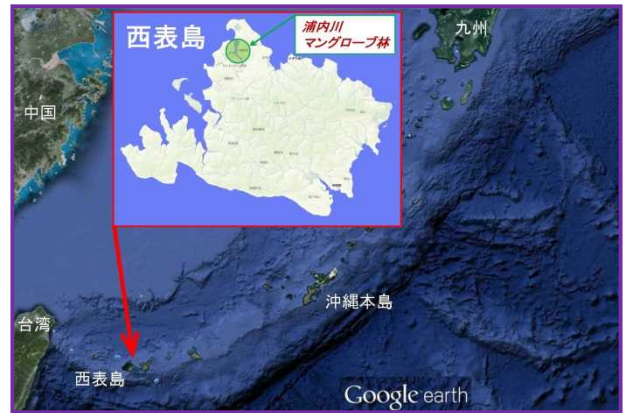 西表島
浦内川
マングローブ林
九州
中国
沖縄本島
台湾
西表島
Google earth